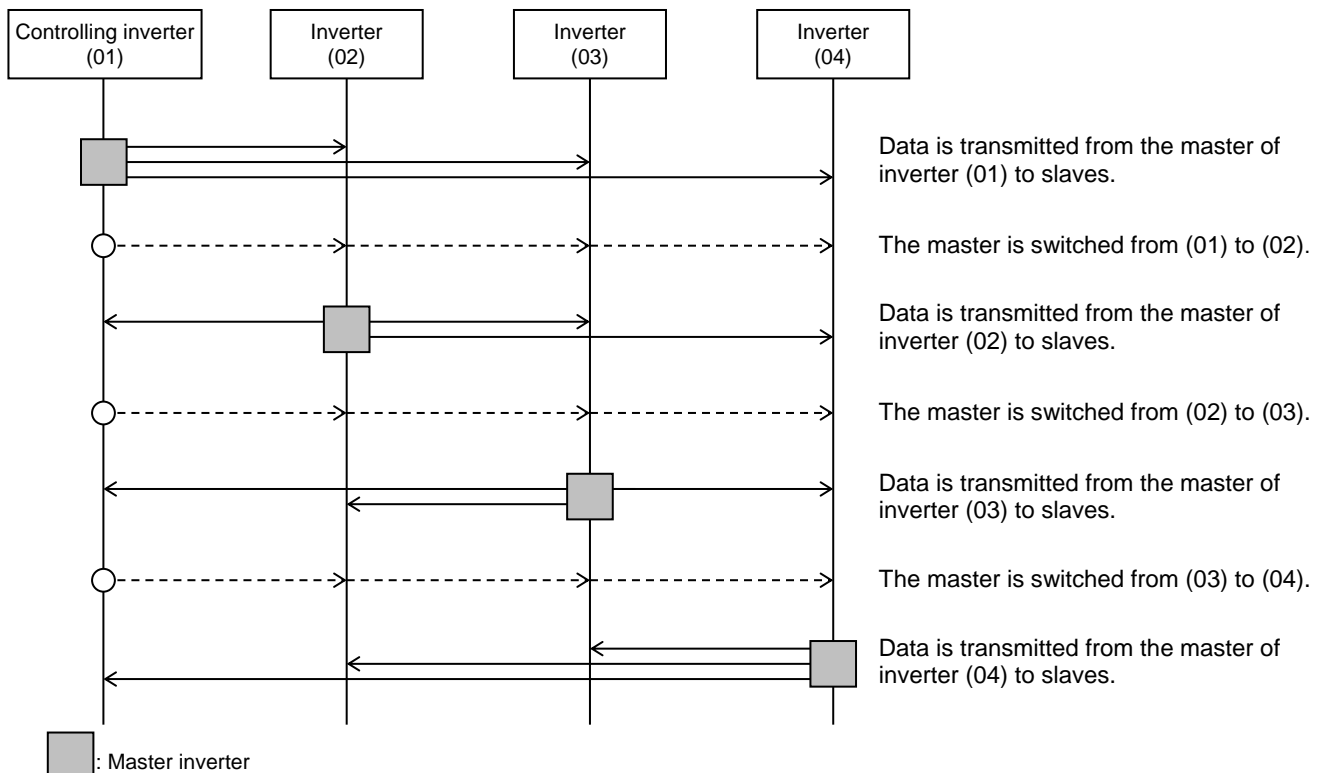 Controlling inverter
(01)
Inverter
(02)
Inverter
(03)
Inverter
(04)
Data is transmitted from the master of
inverter (01) to slaves.
The master is switched from (01) to (02).
Data is transmitted from the master of
inverter (02) to slaves.
The master is switched from (02) to (03).
Data is transmitted from the master of
inverter (03) to slaves.
The master is switched from (03) to (04).
Data is transmitted from the master of
inverter (04) to slaves.
: Master inverter